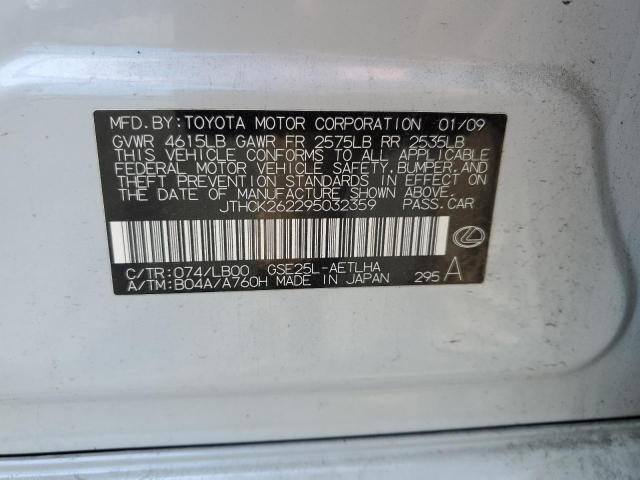 MFD.BY:TOYOTA MOTOR CORPORATION 01/09
GVWR 4615LB GAWR FR 2575LB RR 2535LB
THIS VEHICLE CONFORMS TO ALL APPLICABLE
FEDERAL MOTOR VEHICLE SAFETY,BUMPER,AND
THEFT PREVENTION STANDARDS IN EFFECT ON
THE DATE OF MANUFACTURE SHOWN ABOVE.
JTHCK262295032359 PASS.CAR
C/TR:074/LB00 GSE25L-AETLHA
A/TM:B04A/A760H MADE IN JAPAN 295 A